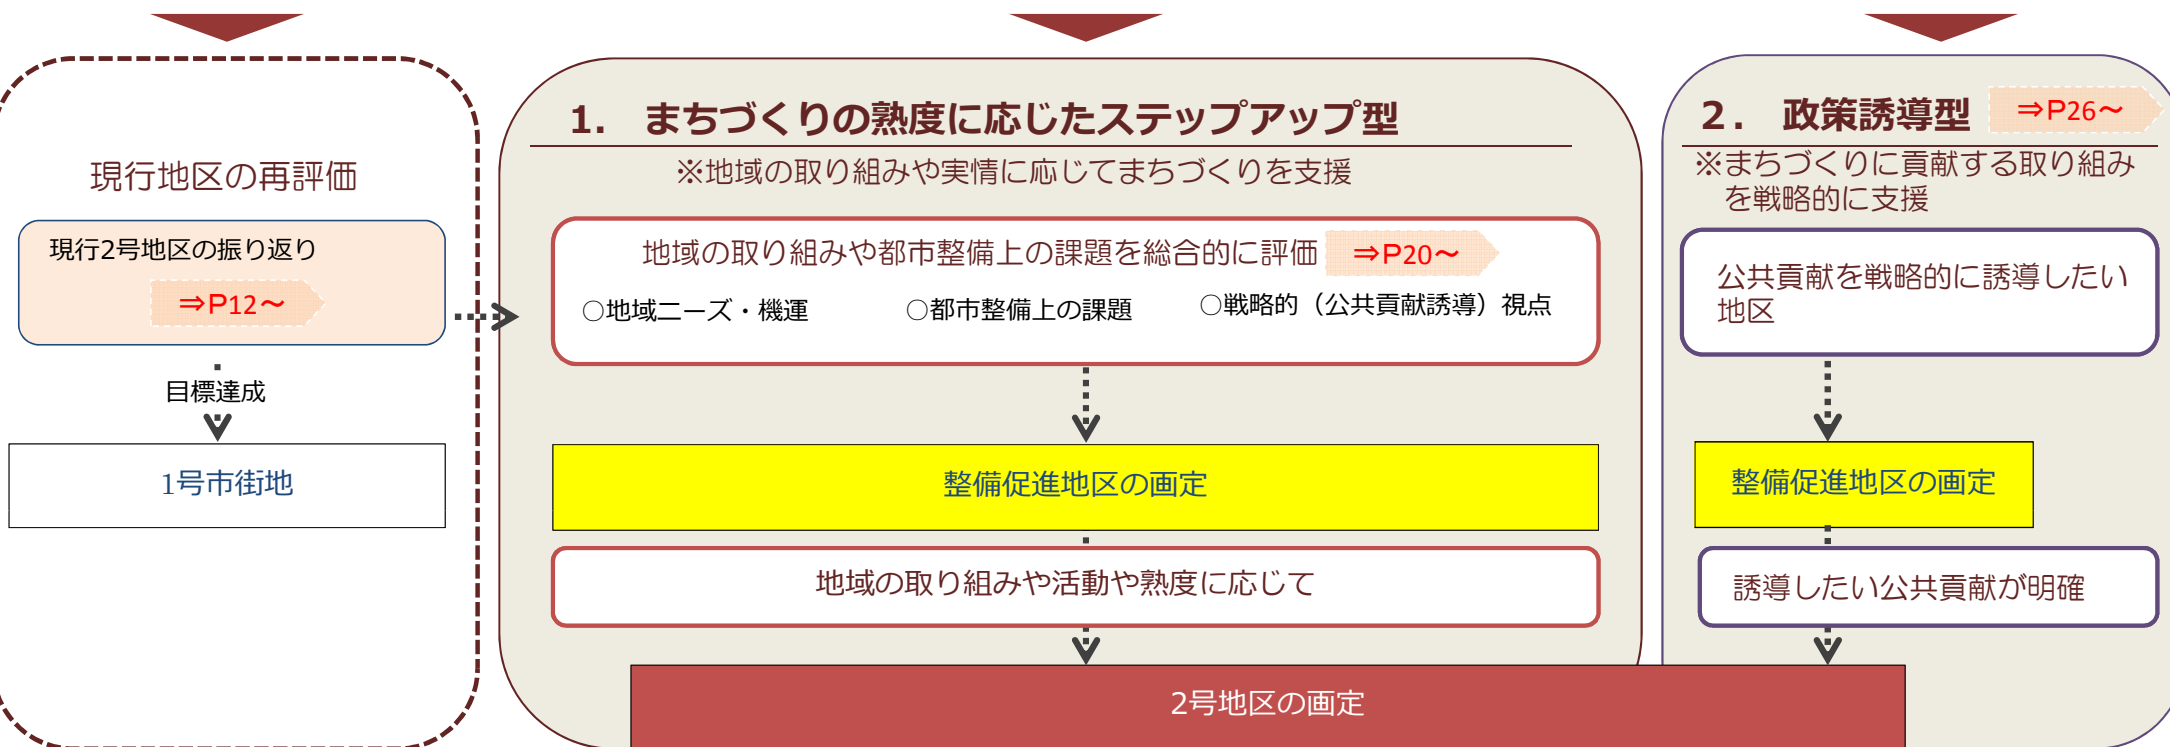 現行地区の再評価
現行2号地区の振り返り
⇒P12～
目標達成
1号市街地
1. まちづくりの熟度に応じたステップアップ型
※地域の取り組みや実情に応じてまちづくりを支援
地域の取り組みや都市整備上の課題を総合的に評価 ⇒P20～
○地域ニーズ・機運 ○都市整備上の課題 ○戦略的（公共貢献誘導）視点
整備促進地区の画定
地域の取り組みや活動や熟度に応じて
2. 政策誘導型 ⇒P26～
※まちづくりに貢献する取り組み
を戦略的に支援
公共貢献を戦略的に誘導したい
地区
整備促進地区の画定
誘導したい公共貢献が明確
2号地区の画定